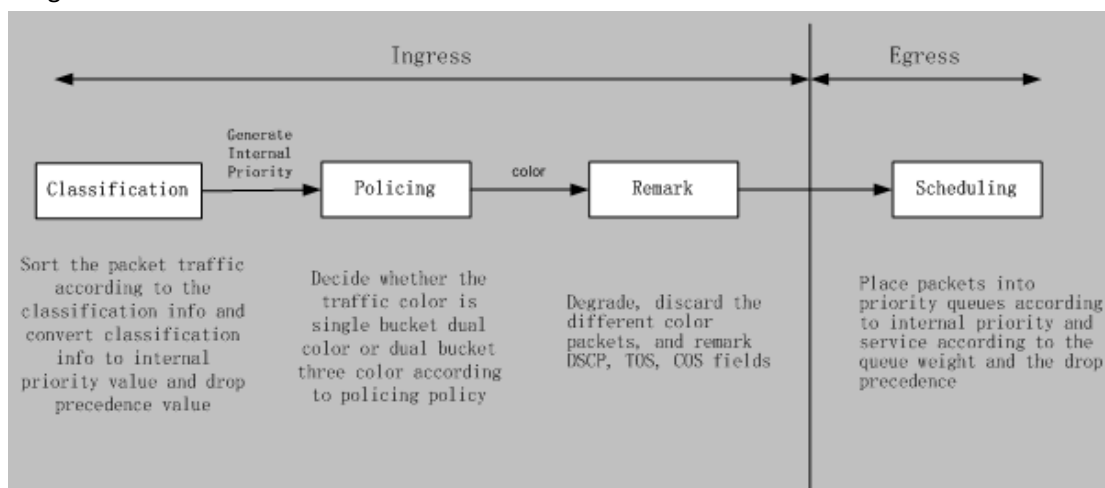 Ingress
Egress
Generate
Internal
Priority
color
Classification
Policing
Remark
Scheduling
Sort the packet traffic
according to the
classification info and
convert classification
info to internal
priority value and drop
precedence value
Decide whether the
traffic color is
single bucket dual
color or dual bucket
three color according
to policing policy
Degrade, discard the
different color
packets, and remark
DSCP, TOS, COS fields
Place packets into
priority queues according
to internal priority and
service according to the
queue weight and the drop
precedence